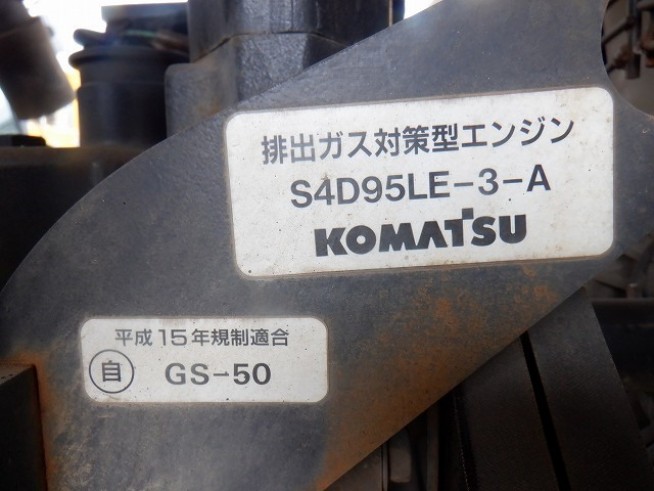 排出ガス対策型エンジン
S4D95LE-3-A
KOMATSU
平成15年規制適合
自 GS-50